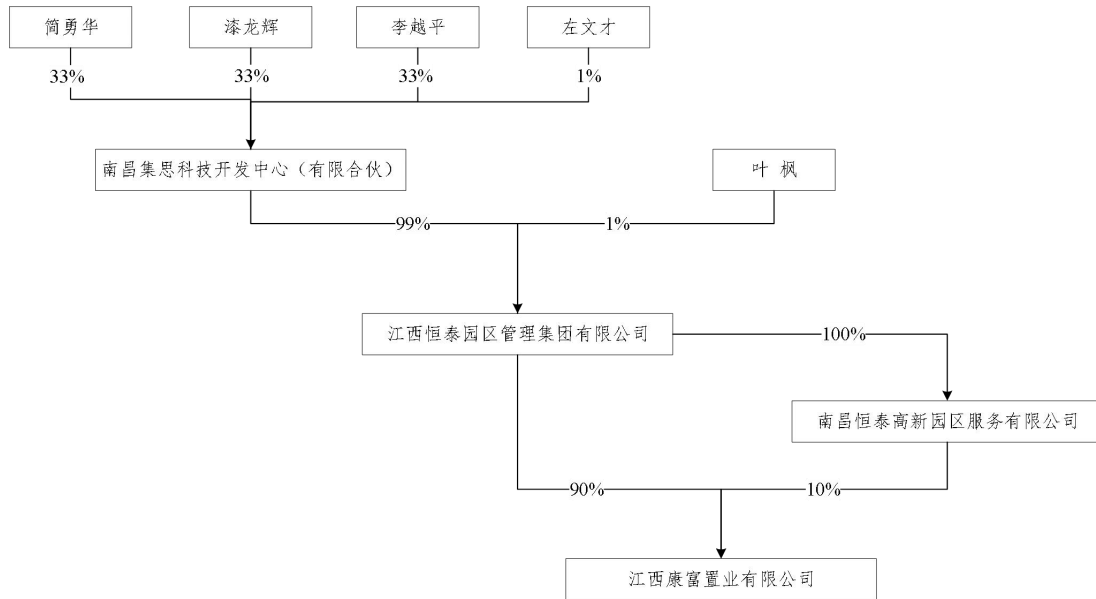 简勇华
漆龙辉
李越平
左文才
33%
33%
33%
1%
南昌集思科技开发中心（有限合伙）
叶 枫
99%
1%
江西恒泰园区管理集团有限公司
100%
南昌恒泰高新园区服务有限公司
90%
10%
江西康富置业有限公司